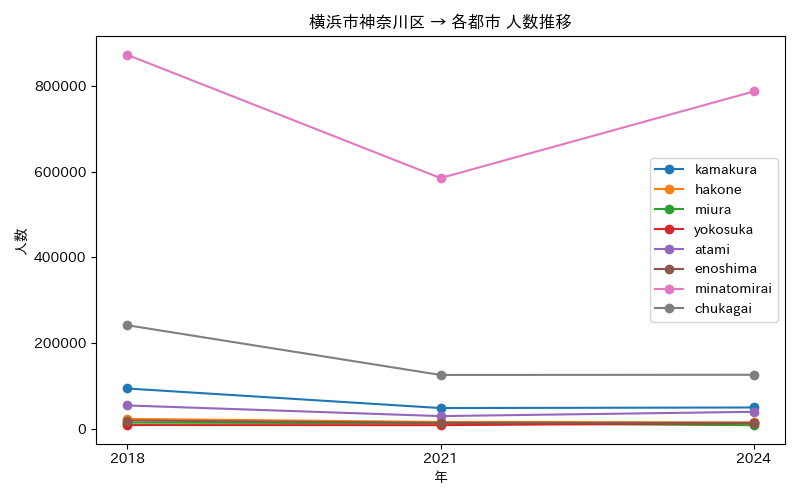 横浜市神奈川区 → 各都市 人数推移
人数
800000
600000
400000
200000
0
kamakura
hakone
miura
yokosuka
atami
enoshima
minatomirai
chukagai
2018 2021 2024
年